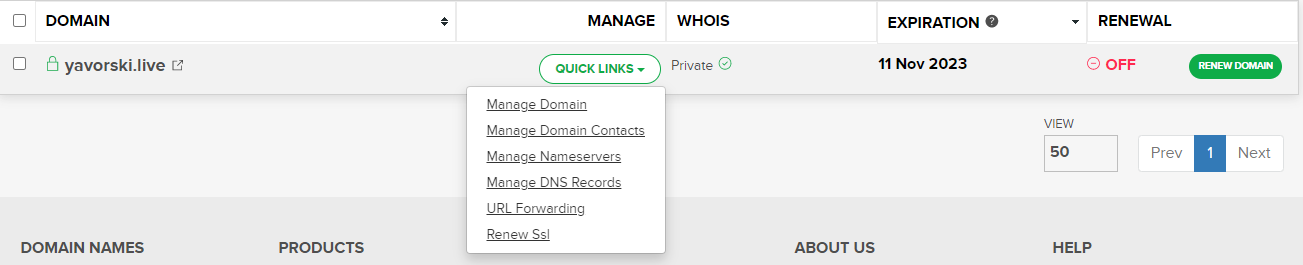 DOMAIN MANAGE WHOIS EXPIRATION ? RENEWAL
yavorski.live QUICK LINKS Private 11 Nov 2023 OFF RENEW DOMAIN
Manage Domain
Manage Domain Contacts
Manage Nameservers
Manage DNS Records
URL Forwarding
Renew Ssl
VIEW
50 Prev 1 Next
DOMAIN NAMES PRODUCTS ABOUT US HELP